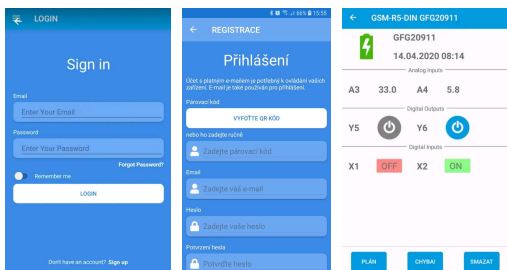 LOGIN
Sign in
Email
Enter Your Email
Password
Enter Your Password
Forgot Password?
Remember me
LOGIN
Don't have an account? Sign up
66% 15:55
REGISTRACE
Přihlášení
Účet s platným e-mailem je potřebný k ovládání vašich
zařízení. E-mail je také používán pro přihlášení.
Párovací kód
VYFOŤTE QR KÓD
nebo ho zadejte ručně
Zadejte párovací kód
Email
Zadejte váš e-mail
Heslo
Zadejte vaše heslo
Potvrzení hesla
Potvrďte heslo
GSM-R5-DIN GFG20911
GFG20911
14.04.2020 08:14
Analog Inputs
A3 33.0 A4 5.8
Digital Outputs
Y5 Y6
Digital Inputs
X1 OFF X2 ON
PLÁN CHYBA! SMAZAT